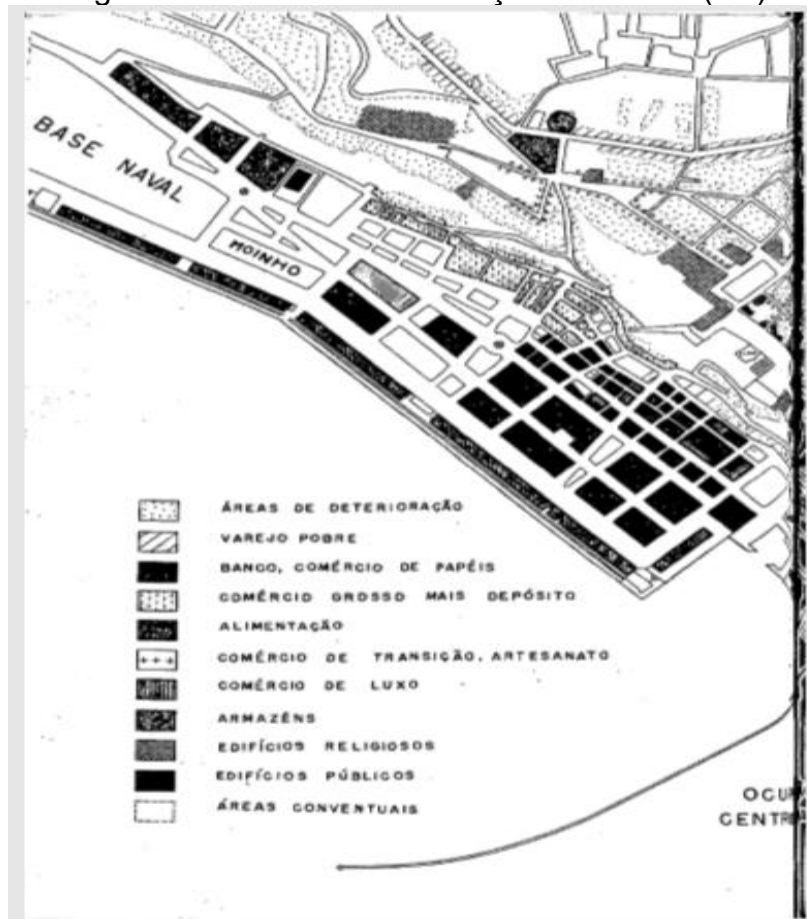 BASE NAVAL
MOINHO
ÁREAS DE DETERIORAÇÃO
VAREJO POBRE
BANCO, COMÉRCIO DE PAPÉIS
COMÉRCIO GROSSO MAIS DEPÓSITO
ALIMENTAÇÃO
COMÉRCIO DE TRANSIÇÃO, ARTESANATO
COMÉRCIO DE LUXO
ARMAZÉNS
EDIFÍCIOS RELIGIOSOS
EDIFÍCIOS PÚBLICOS
ÁREAS CONVENTUAIS